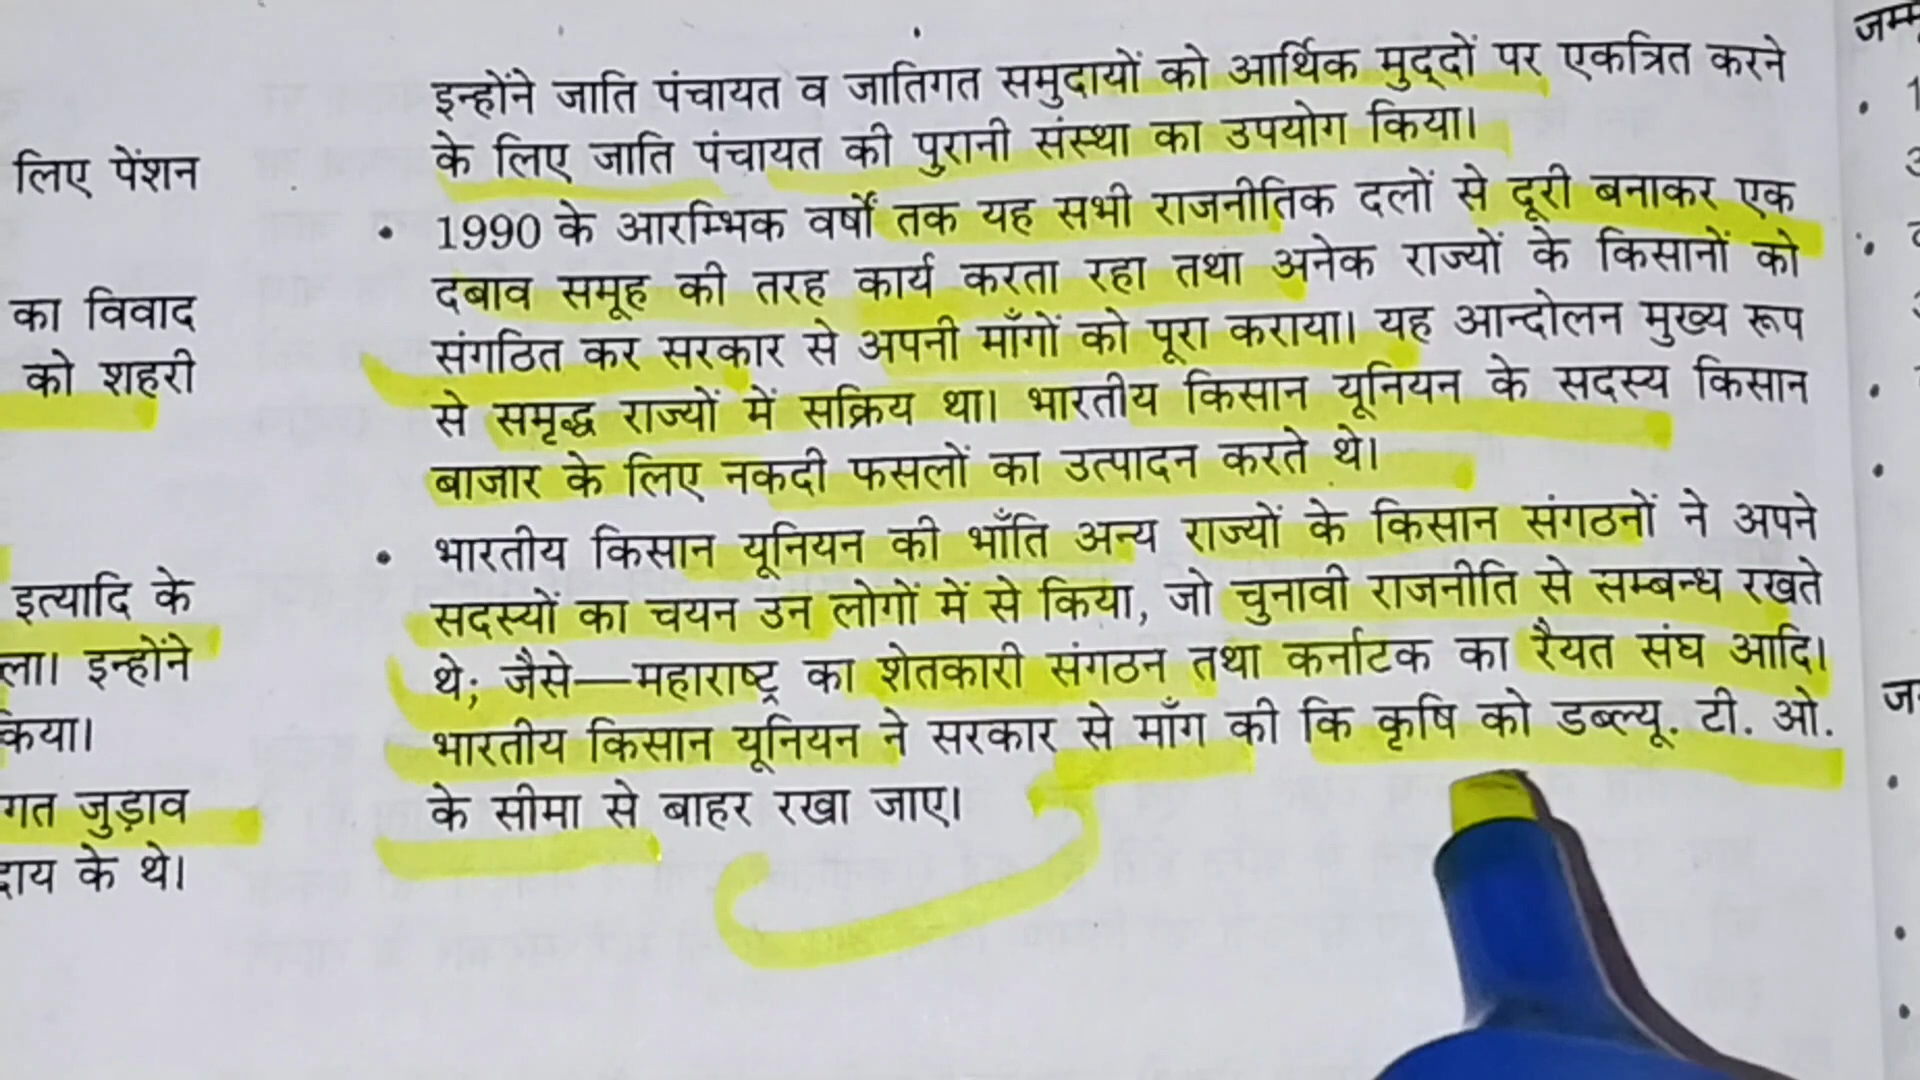 लिए पेंशन
का विवाद
को शहरी
इत्यादि के
ला। इन्होंने
किया।
गत जुड़ाव
दाय के थे।
इन्होंने जाति पंचायत व जातिगत समुदायों को आर्थिक मुद्दों पर एकत्रित करने
के लिए जाति पंचायत की पुरानी संस्था का उपयोग किया।
• 1990 के आरम्भिक वर्षों तक यह सभी राजनीतिक दलों से दूरी बनाकर एक
दबाव समूह की तरह कार्य करता रहा तथा अनेक राज्यों के किसानों को
संगठित कर सरकार से अपनी माँगों को पूरा कराया। यह आन्दोलन मुख्य रूप
से समृद्ध राज्यों में सक्रिय था। भारतीय किसान यूनियन के सदस्य किसान
बाजार के लिए नकदी फसलों का उत्पादन करते थे।
• भारतीय किसान यूनियन की भाँति अन्य राज्यों के किसान संगठनों ने अपने
सदस्यों का चयन उन लोगों में से किया, जो चुनावी राजनीति से सम्बन्ध रखते
थे; जैसे—महाराष्ट्र का शेतकारी संगठन तथा कर्नाटक का रैयत संघ आदि।
भारतीय किसान यूनियन ने सरकार से माँग की कि कृषि को डब्ल्यू. टी. ओ.
के सीमा से बाहर रखा जाए।